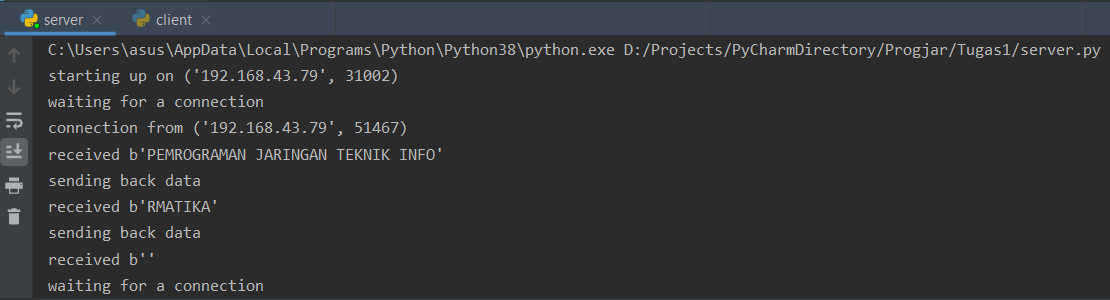 server
client
C:\Users\asus\AppData\Local\Programs\Python\Python38\python.exe D:/Projects/PyCharmDirectory/Progjar/Tugas1/server.py
starting up on ('192.168.43.79', 31002)
waiting for a connection
connection from ('192.168.43.79', 51467)
received b'PEMROGRAMAN JARINGAN TEKNIK INFO'
sending back data
received b'RMATIKA'
sending back data
received b''
waiting for a connection